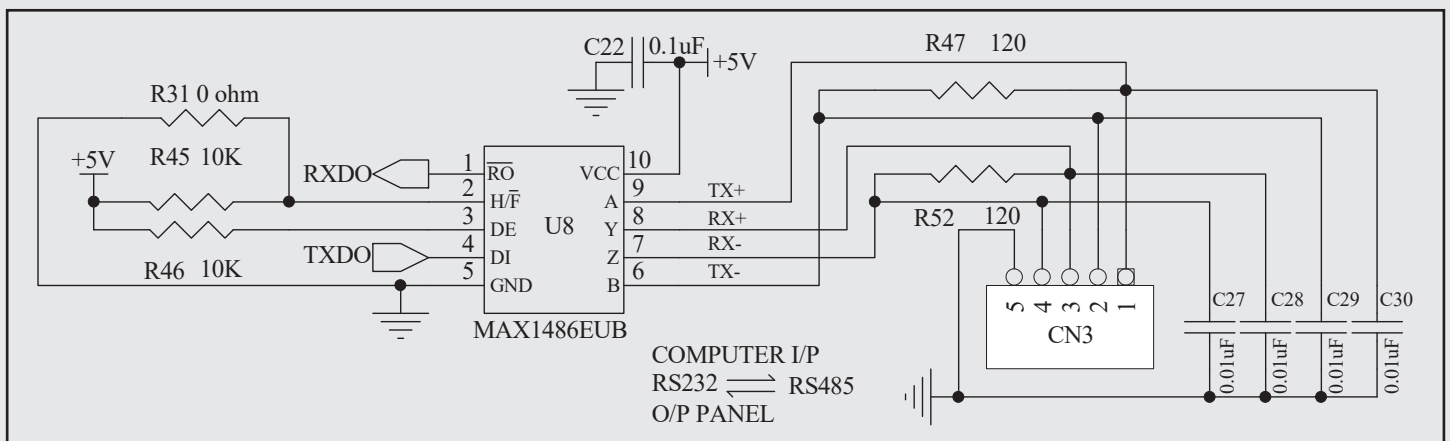 C22 0.1uF
+5V
R47 120
R31 0 ohm
+5V
R45 10K
RXDO
1 R̅O̅
2 H/F̅
3 DE
TXDO
4 DI
5 GND
R46 10K
U8
VCC 10
A 9
Y 8
Z 7
B 6
MAX1486EUB
TX+
RX+
RX-
TX-
R52 120
5 4 3 2 1
CN3
C27
C28
C29
C30
0.01uF
0.01uF
0.01uF
0.01uF
COMPUTER I/P
RS232 RS485
O/P PANEL